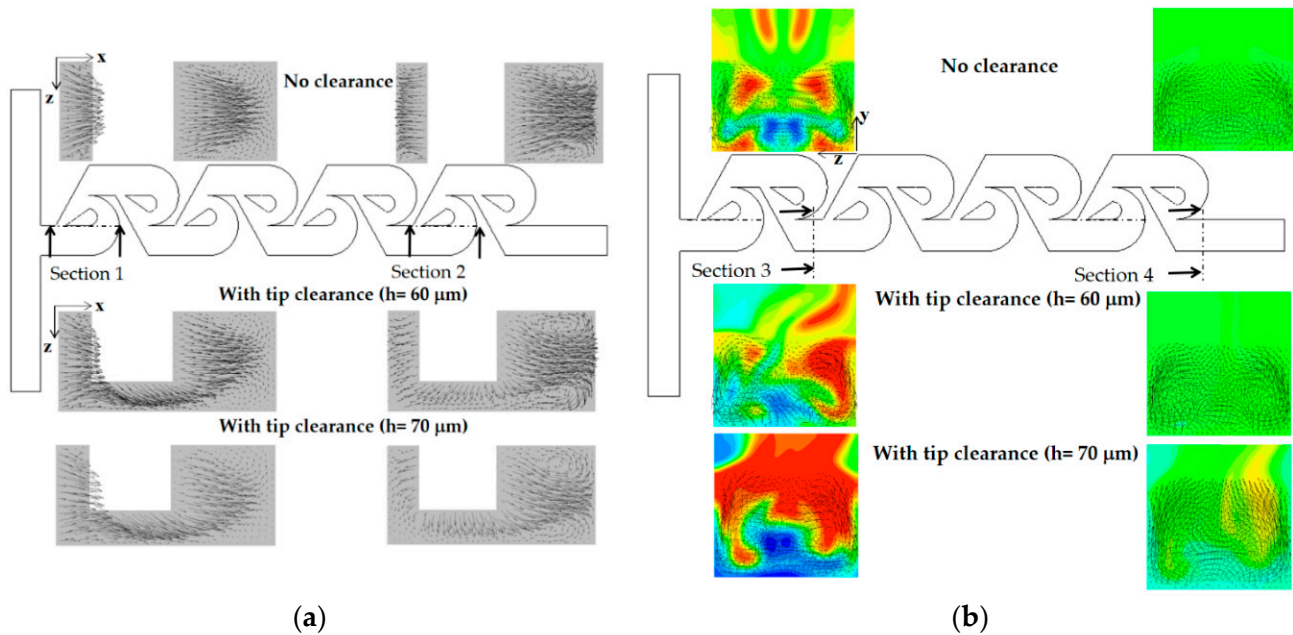 x
z
No clearance
Section 1
Section 2
With tip clearance (h= 60 μm)
x
z
With tip clearance (h= 70 μm)
(a)
No clearance
y
z
Section 3
Section 4
With tip clearance (h= 60 μm)
With tip clearance (h= 70 μm)
(b)